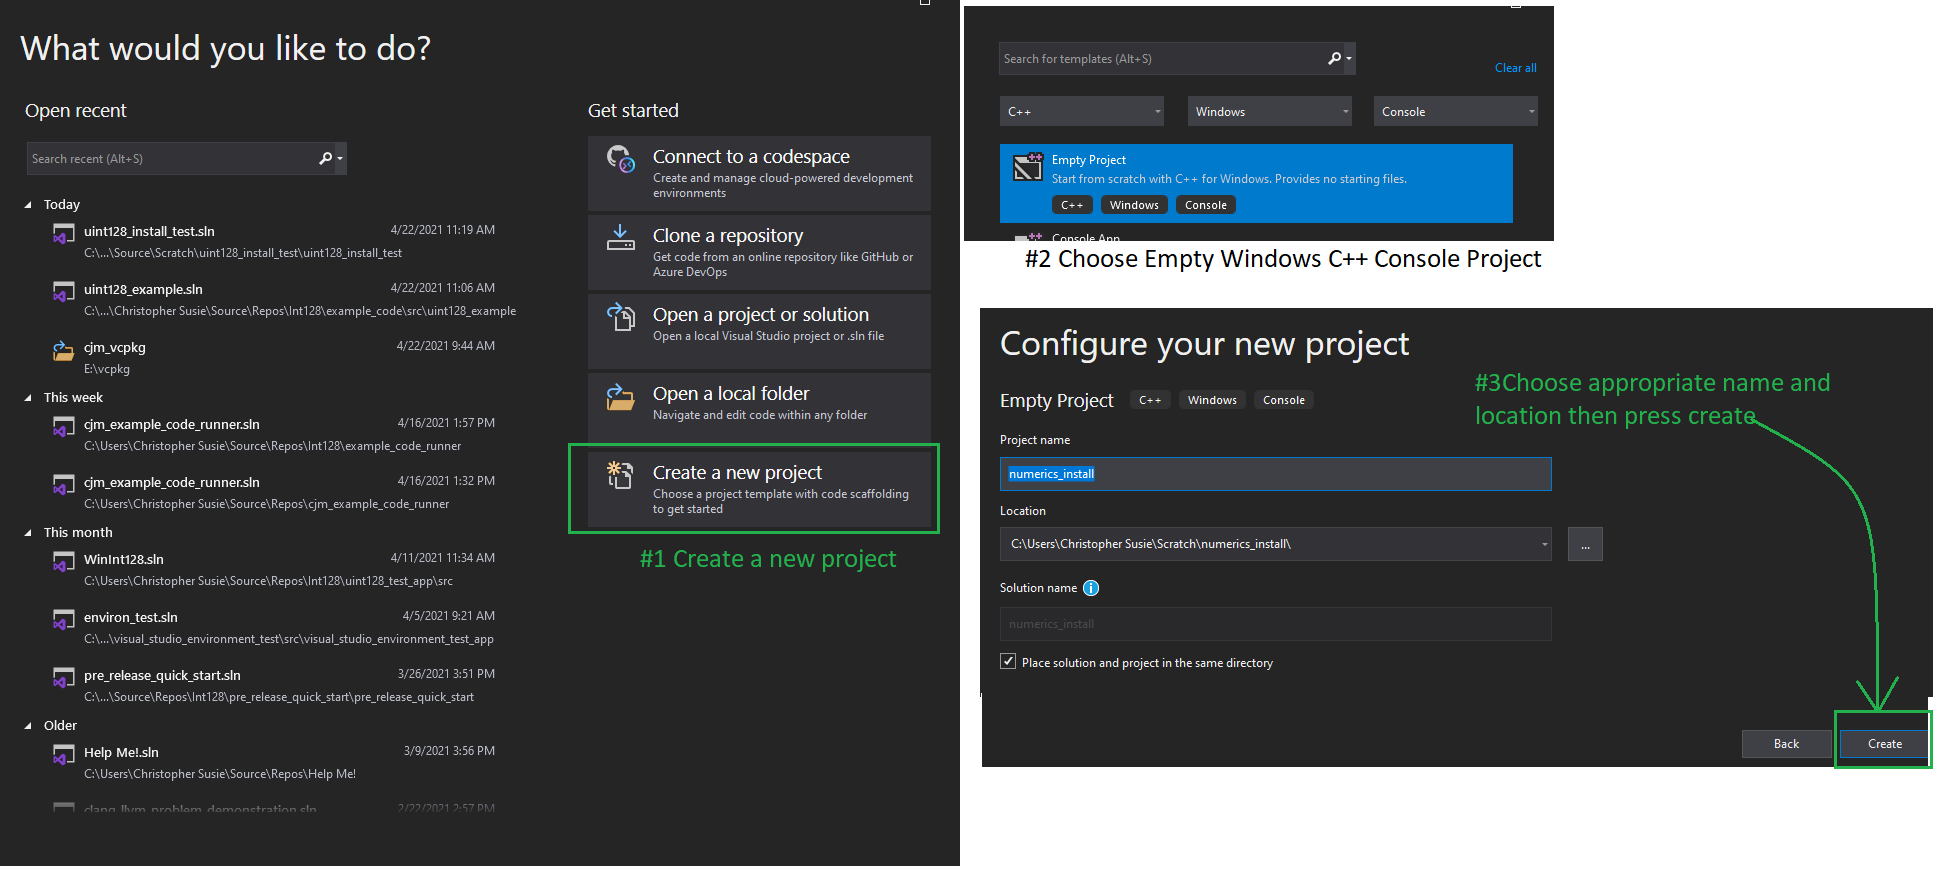 What would you like to do?
Open recent
Search recent (Alt+S)
Today
uint128_install_test.sln 4/22/2021 11:19 AM
C:\...\Source\Scratch\uint128_install_test\uint128_install_test
uint128_example.sln 4/22/2021 11:06 AM
C:\...\Christopher Susie\Source\Repos\Int128\example_code\src\uint128_example
cjm_vcpkg 4/22/2021 9:44 AM
E:\vcpkg
This week
cjm_example_code_runner.sln 4/16/2021 1:57 PM
C:\Users\Christopher Susie\Source\Repos\Int128\example_code_runner
cjm_example_code_runner.sln 4/16/2021 1:32 PM
C:\Users\Christopher Susie\Source\Repos\cjm_example_code_runner
This month
WinInt128.sln 4/11/2021 11:34 AM
C:\Users\Christopher Susie\Source\Repos\Int128\uint128_test_app\src
environ_test.sln 4/5/2021 9:21 AM
C:\...\visual_studio_environment_test\src\visual_studio_environment_test_app
pre_release_quick_start.sln 3/26/2021 3:51 PM
C:\...\Source\Repos\Int128\pre_release_quick_start\pre_release_quick_start
Older
Help Me!.sln 3/9/2021 3:56 PM
C:\Users\Christopher Susie\Source\Repos\Help Me!
clang_llvm_problem_demonstration.sln 2/22/2021 2:57 PM
Get started
Connect to a codespace
Create and manage cloud-powered development
environments
Clone a repository
Get code from an online repository like GitHub or
Azure DevOps
Open a project or solution
Open a local Visual Studio project or .sln file
Open a local folder
Navigate and edit code within any folder
Create a new project
Choose a project template with code scaffolding
to get started
#1 Create a new project
Search for templates (Alt+S)
Clear all
C++ Windows Console
Empty Project
Start from scratch with C++ for Windows. Provides no starting files.
C++ Windows Console
Console App
#2 Choose Empty Windows C++ Console Project
Configure your new project
Empty Project C++ Windows Console
#3Choose appropriate name and
location then press create
Project name
numerics_install
Location
C:\Users\Christopher Susie\Scratch\numerics_install\
...
Solution name
numerics_install
Place solution and project in the same directory
Back Create